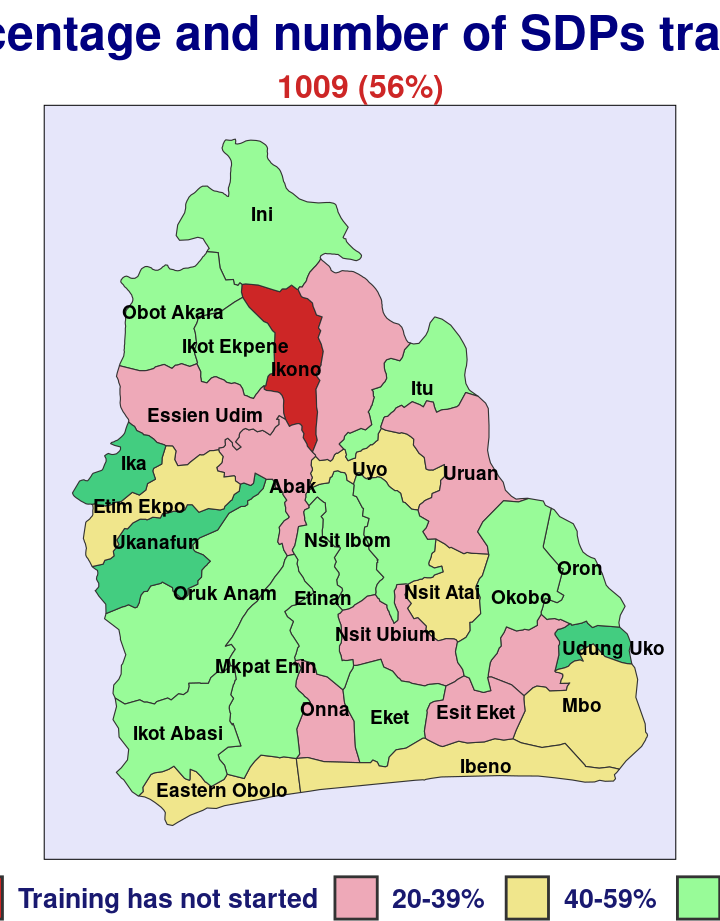 centage and number of SDPs tra
1009 (56%)
Ini
Obot Akara
Ikot Ekpene
Ikono
Itu
Essien Udim
Ika
Uyo
Uruan
Abak
Etim Ekpo
Ukanafun
Nsit Ibom
Oron
Oruk Anam
Etinan
Nsit Atai
Okobo
Nsit Ubium
Udung Uko
Mkpat Enin
Onna
Eket
Esit Eket
Mbo
Ikot Abasi
Ibeno
Eastern Obolo
Training has not started 20-39% 40-59%